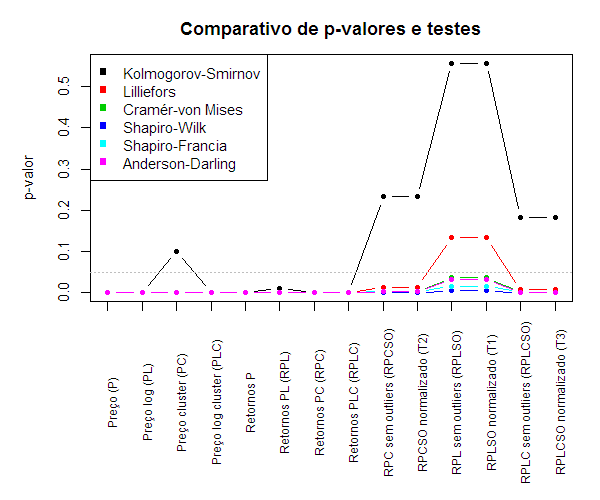 Comparativo de p-valores e testes
Kolmogorov-Smirnov
Lilliefors
Cramér-von Mises
Shapiro-Wilk
Shapiro-Francia
Anderson-Darling
p-valor
0.5
0.4
0.3
0.2
0.1
0.0
Preço (P)
Preço log (PL)
Preço cluster (PC)
Preço log cluster (PLC)
Retornos P
Retornos PL (RPL)
Retornos PC (RPC)
Retornos PLC (RPLC)
RPC sem outliers (RPCSO)
RPCSO normalizado (T2)
RPL sem outliers (RPLSO)
RPLSO normalizado (T1)
RPLC sem outliers (RPLCSO)
RPLCSO normalizado (T3)